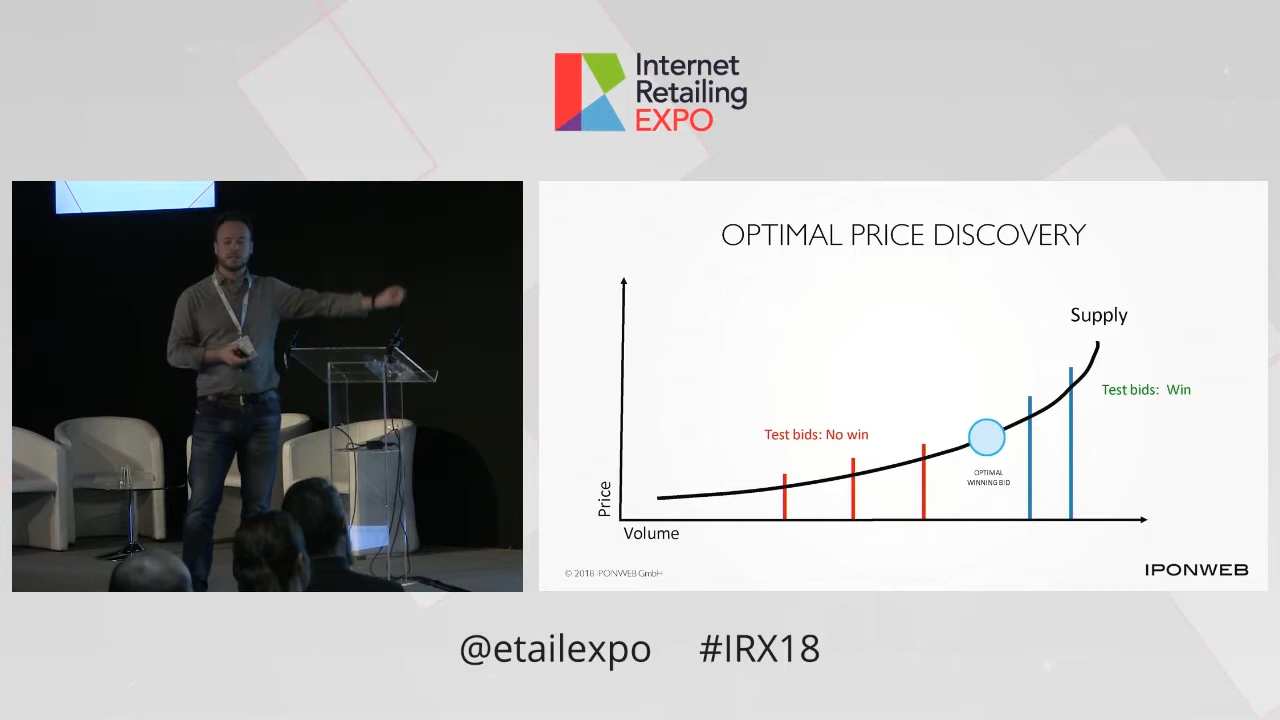 Internet
Retailing
EXPO
OPTIMAL PRICE DISCOVERY
Supply
Test bids: Win
Test bids: No win
OPTIMAL
WINNING BID
Price
Volume
© 2018 IPONWEB GmbH
IPONWEB
@etailexpo #IRX18